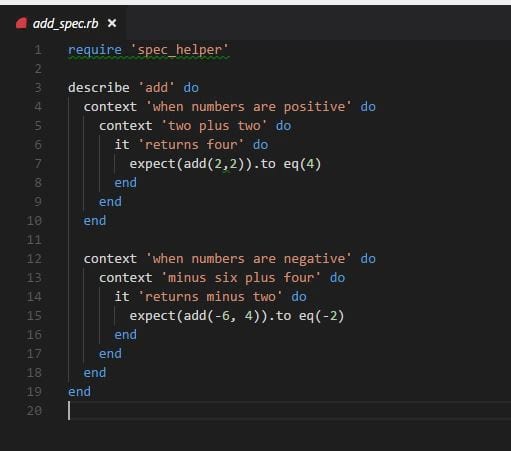 add_spec.rb ×
1 require 'spec_helper'
2
3 describe 'add' do
4 context 'when numbers are positive' do
5 context 'two plus two' do
6 it 'returns four' do
7 expect(add(2,2)).to eq(4)
8 end
9 end
10 end
11
12 context 'when numbers are negative' do
13 context 'minus six plus four' do
14 it 'returns minus two' do
15 expect(add(-6, 4)).to eq(-2)
16 end
17 end
18 end
19 end
20